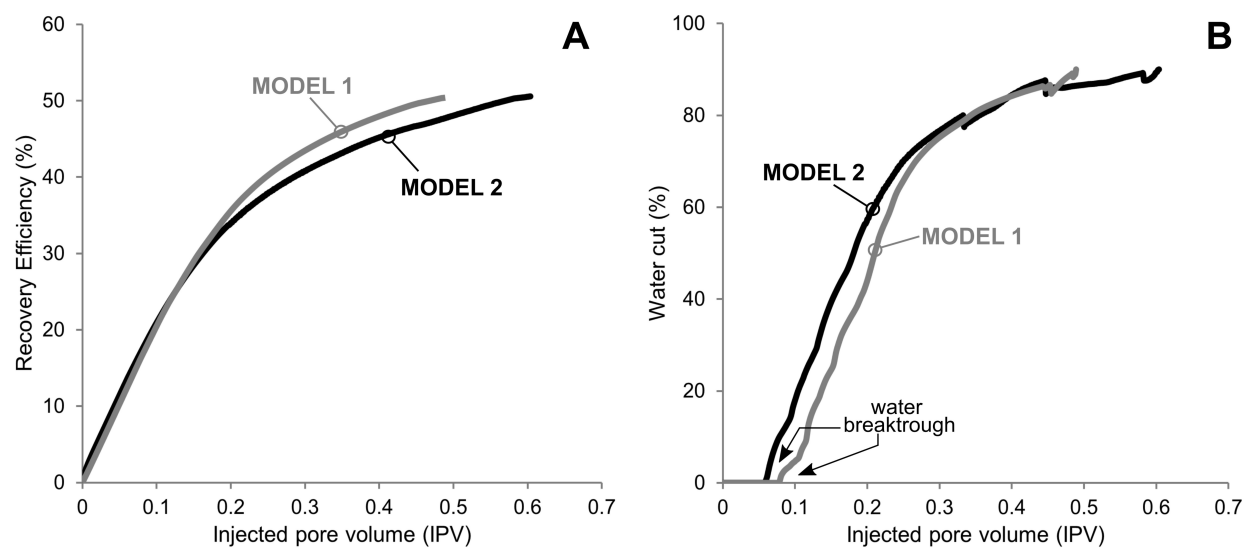 A
60
50
40
30
20
10
0
Recovery Efficiency (%)
MODEL 1
MODEL 2
0 0.1 0.2 0.3 0.4 0.5 0.6 0.7
Injected pore volume (IPV)
B
100
80
60
40
20
0
Water cut (%)
MODEL 2
MODEL 1
water
breaktrough
0 0.1 0.2 0.3 0.4 0.5 0.6 0.7
Injected pore volume (IPV)